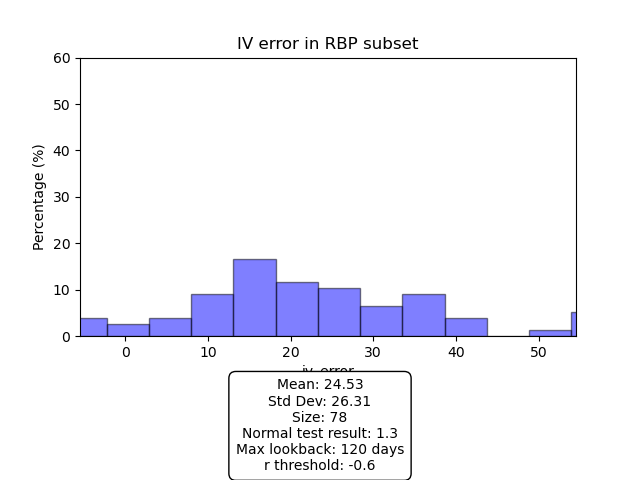 IV error in RBP subset
60
50
40
30
20
10
0
Percentage (%)
0 10 20 30 40 50
iv_error
Mean: 24.53
Std Dev: 26.31
Size: 78
Normal test result: 1.3
Max lookback: 120 days
r threshold: -0.6